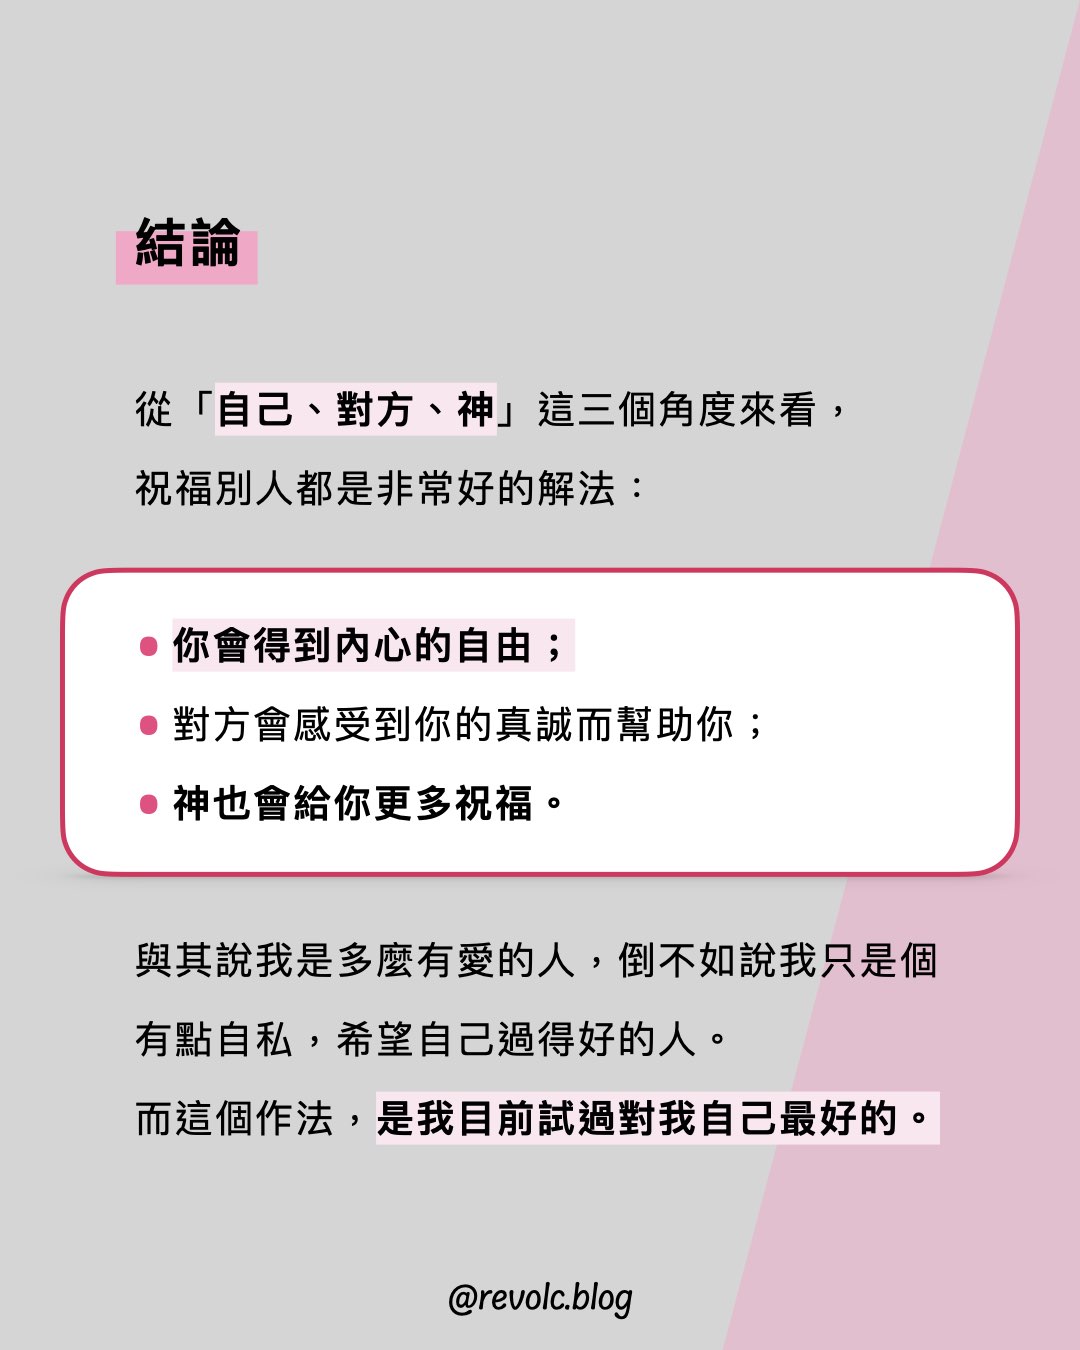 結論
從「自己、對方、神」這三個角度來看，
祝福別人都是非常好的解法：
• 你會得到內心的自由；
• 對方會感受到你的真誠而幫助你；
• 神也會給你更多祝福。
與其說我是多麼有愛的人，倒不如說我只是個
有點自私，希望自己過得好的人。
而這個作法，是我目前試過對我自己最好的。
@revolc.blog